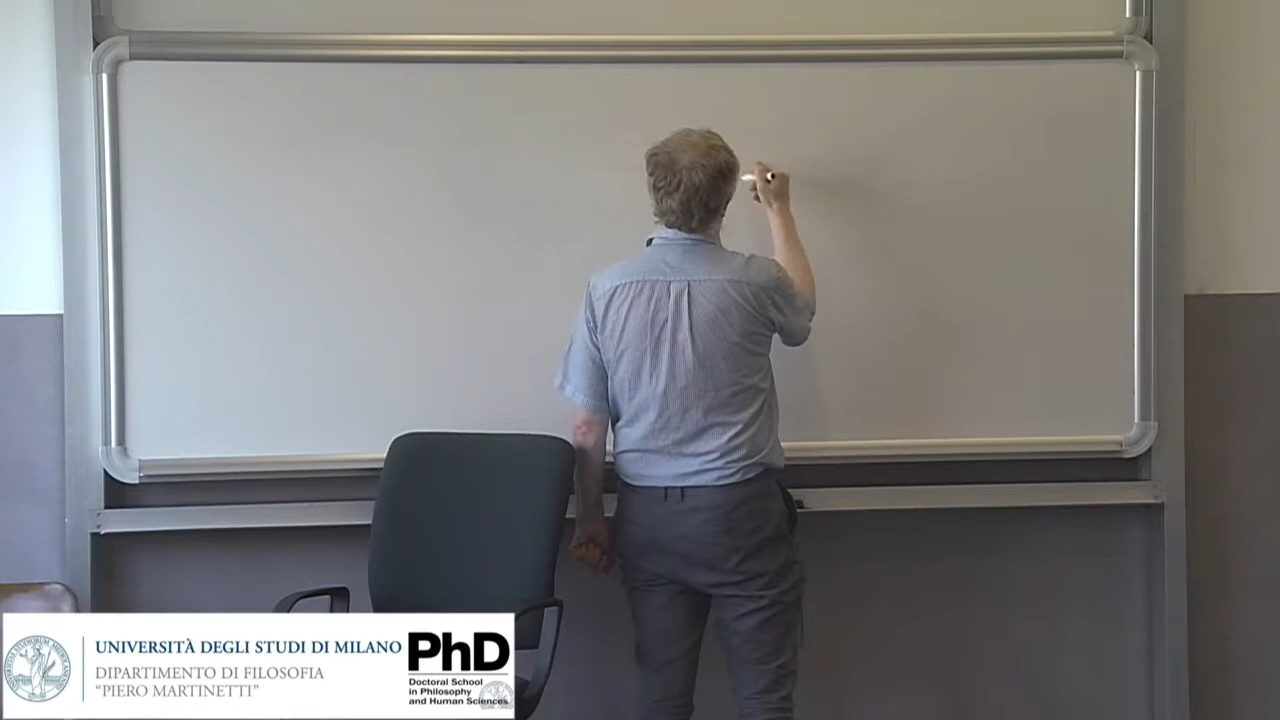 UNIVERSITÀ DEGLI STUDI DI MILANO
DIPARTIMENTO DI FILOSOFIA
“PIERO MARTINETTI”
PhD
Doctoral School
in Philosophy
and Human Sciences